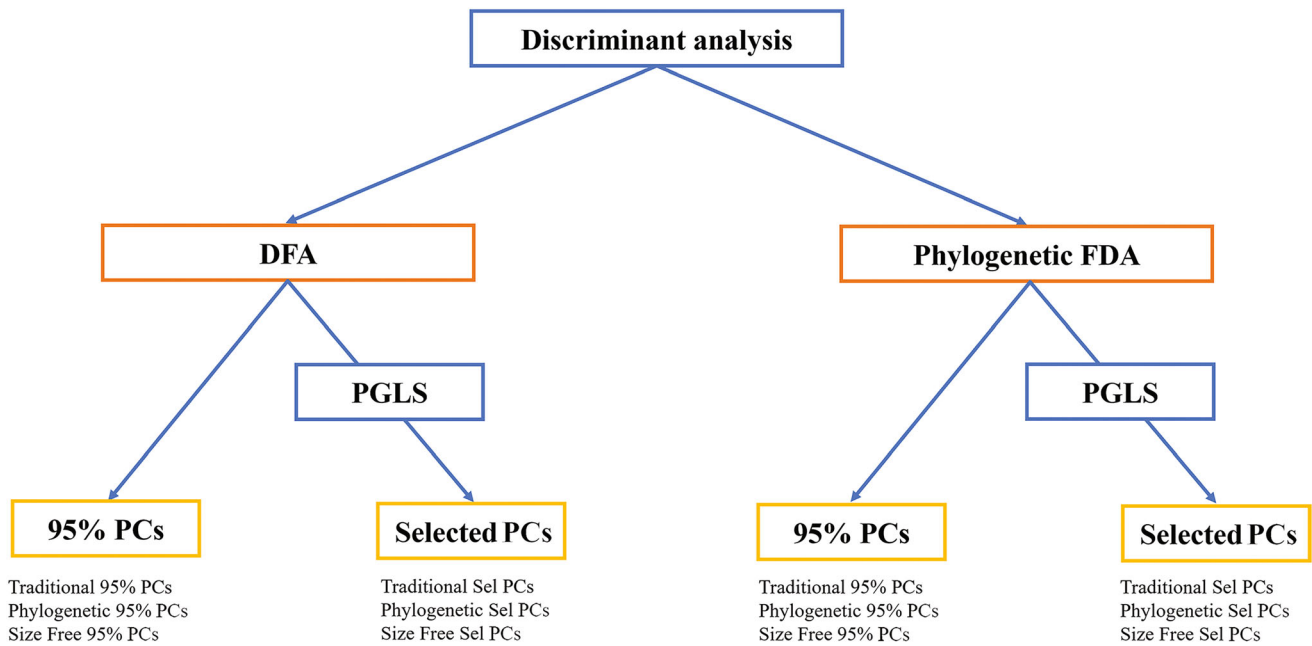 Discriminant analysis
DFA
Phylogenetic FDA
PGLS
PGLS
95% PCs
Selected PCs
95% PCs
Selected PCs
Traditional 95% PCs
Phylogenetic 95% PCs
Size Free 95% PCs
Traditional Sel PCs
Phylogenetic Sel PCs
Size Free Sel PCs
Traditional 95% PCs
Phylogenetic 95% PCs
Size Free 95% PCs
Traditional Sel PCs
Phylogenetic Sel PCs
Size Free Sel PCs